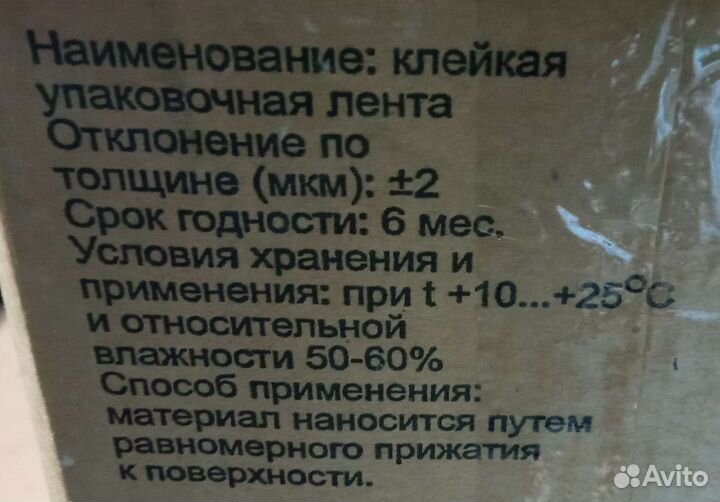 Наименование: клейкая
упаковочная лента
Отклонение по
толщине (мкм): ±2
Срок годности: 6 мес.
Условия хранения и
применения: при t +10...+25°C
и относительной
влажности 50-60%
Способ применения:
материал наносится путем
равномерного прижатия
к поверхности.
Avito